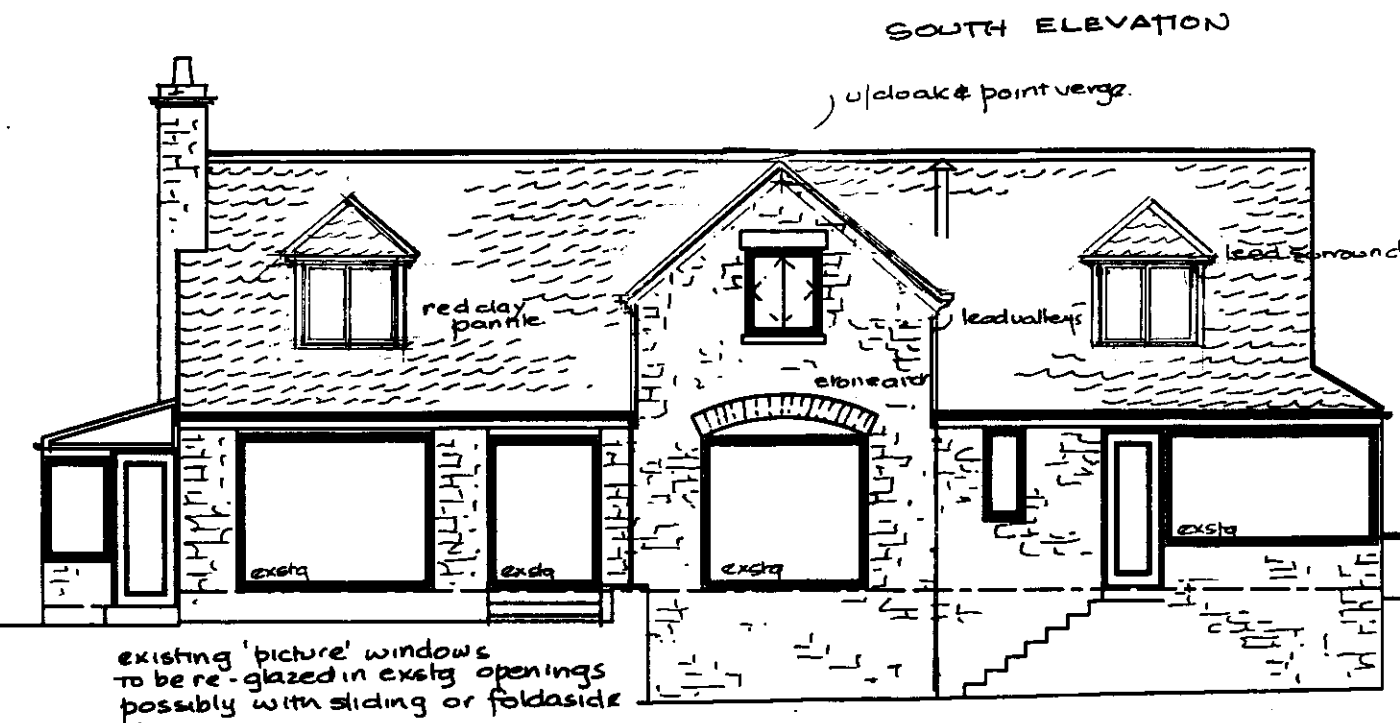 SOUTH ELEVATION
u/cloak & point verge.
lead surround
red clay
pantile
lead valleys
stone arch
exstg
exstg
exstg
exstg
existing 'picture' windows
to be re-glazed in exstg openings
possibly with sliding or foldaside